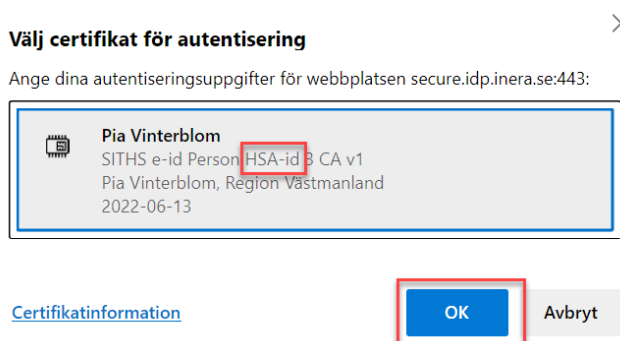 Välj certifikat för autentisering
Ange dina autentiseringsuppgifter för webbplatsen secure.idp.inera.se:443:
Pia Vinterblom
SITHS e-id Person HSA-id 3 CA v1
Pia Vinterblom, Region Västmanland
2022-06-13
Certifikatinformation
OK
Avbryt